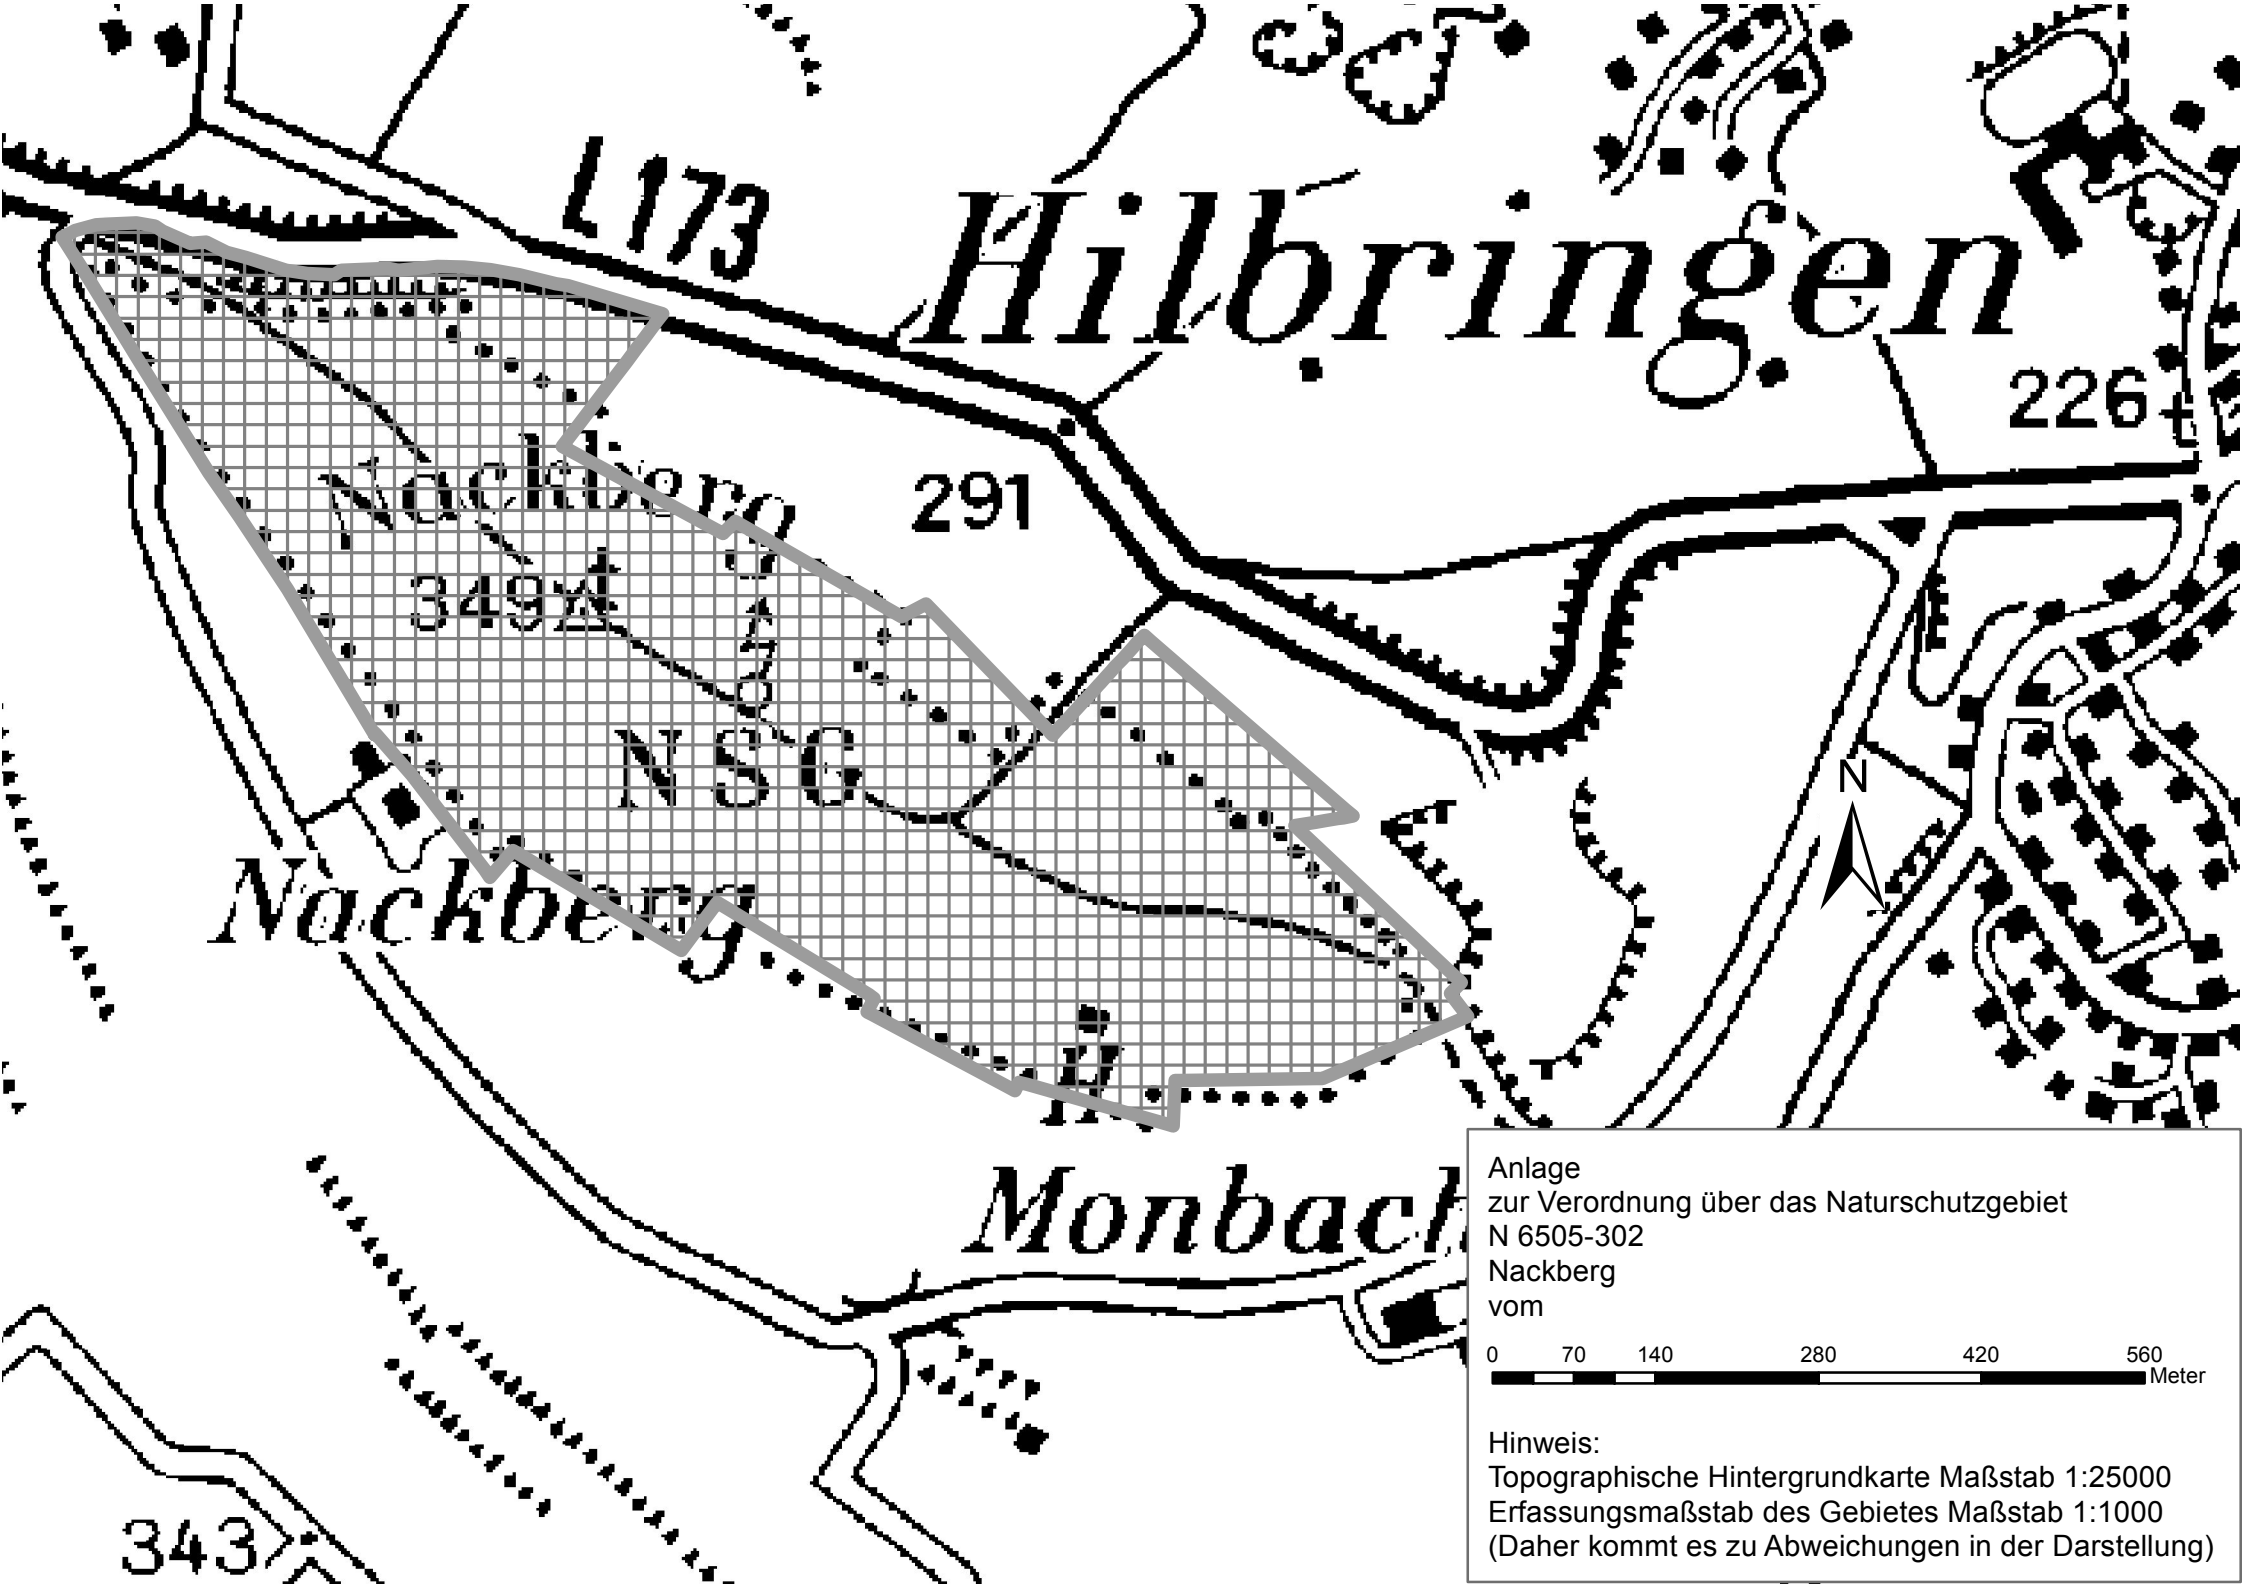 L 173
Hilbringen
226
291
Nackberg
349
NSG
Nackberg
H
N
Monbach
343
Anlage
zur Verordnung über das Naturschutzgebiet
N 6505-302
Nackberg
vom
0 70 140 280 420 560
Meter
Hinweis:
Topographische Hintergrundkarte Maßstab 1:25000
Erfassungsmaßstab des Gebietes Maßstab 1:1000
(Daher kommt es zu Abweichungen in der Darstellung)